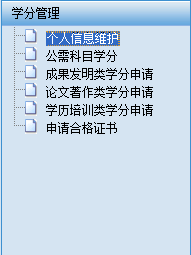 学分管理
个人信息维护
公需科目学分
成果发明类学分申请
论文著作类学分申请
学历培训类学分申请
申请合格证书